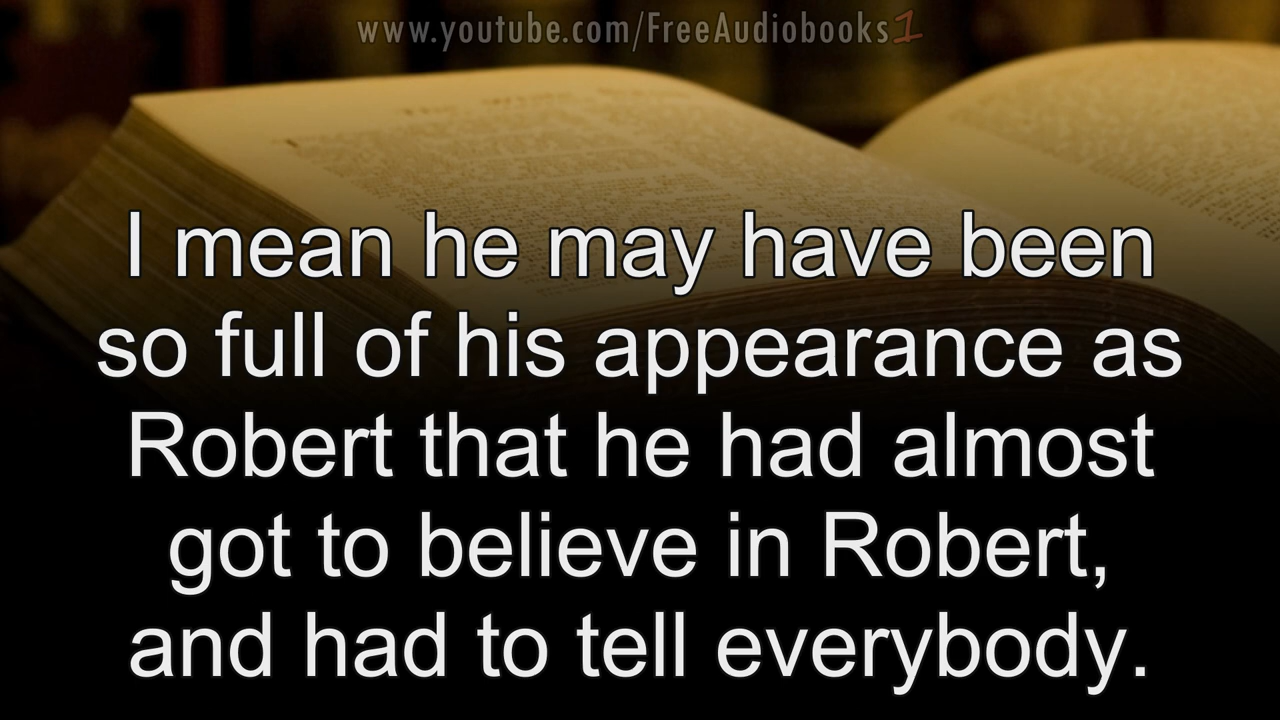 www.youtube.com/FreeAudiobooks1
I mean he may have been
so full of his appearance as
Robert that he had almost
got to believe in Robert,
and had to tell everybody.